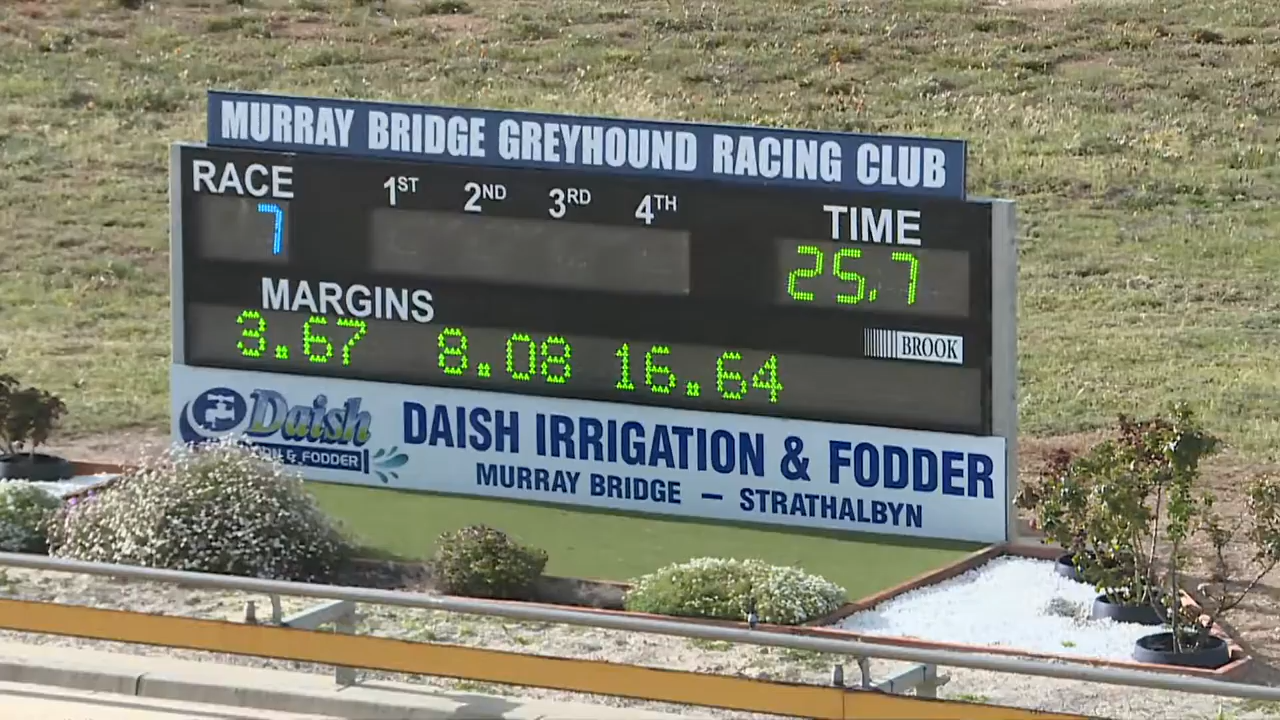 MURRAY BRIDGE GREYHOUND RACING CLUB
RACE 1ST 2ND 3RD 4TH TIME
7 25.7
MARGINS
3.67 8.08 16.64
BROOK
Daish
& FODDER
DAISH IRRIGATION & FODDER
MURRAY BRIDGE – STRATHALBYN